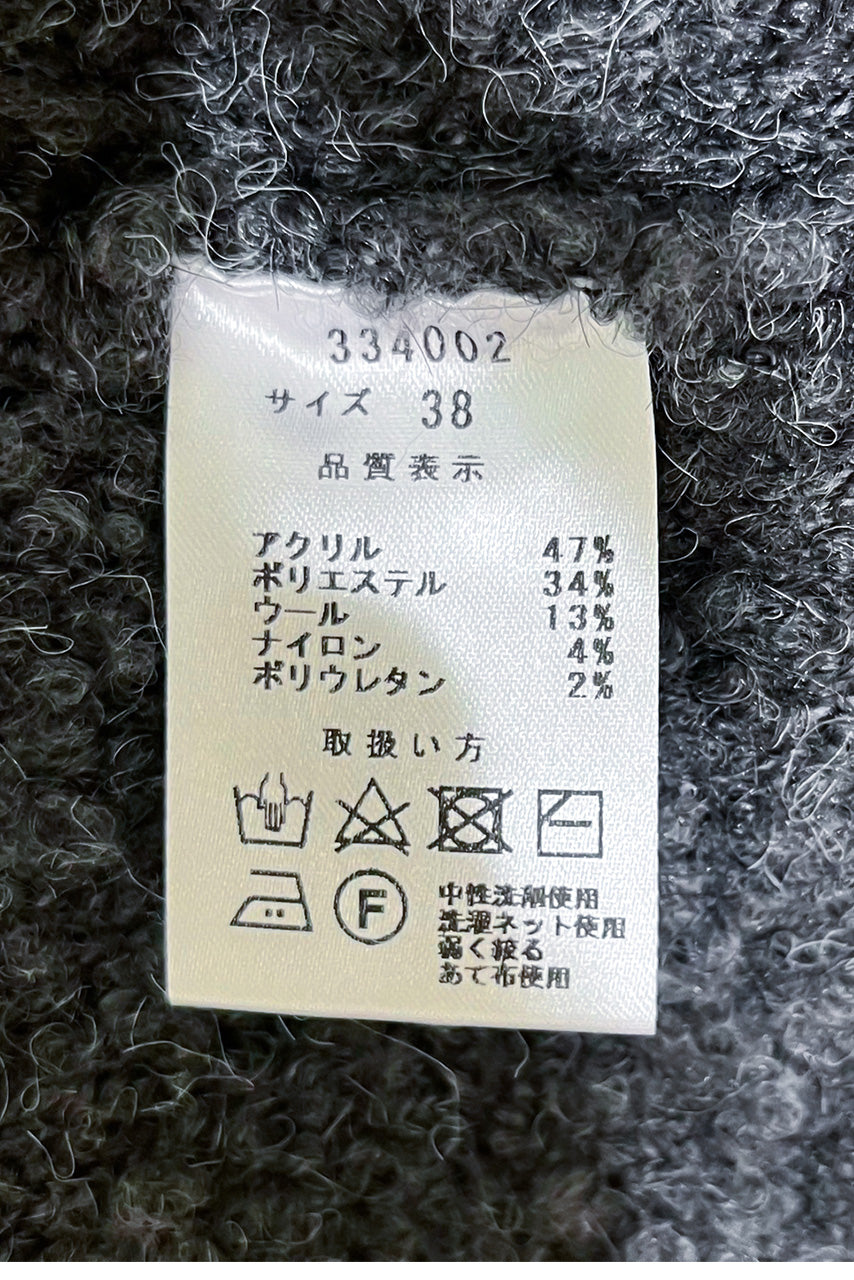 334002
サイズ 38
品質表示
アクリル 47%
ポリエステル 34%
ウール 13%
ナイロン 4%
ポリウレタン 2%
取扱い方
F
中性洗剤使用
洗濯ネット使用
弱く絞る
あて布使用